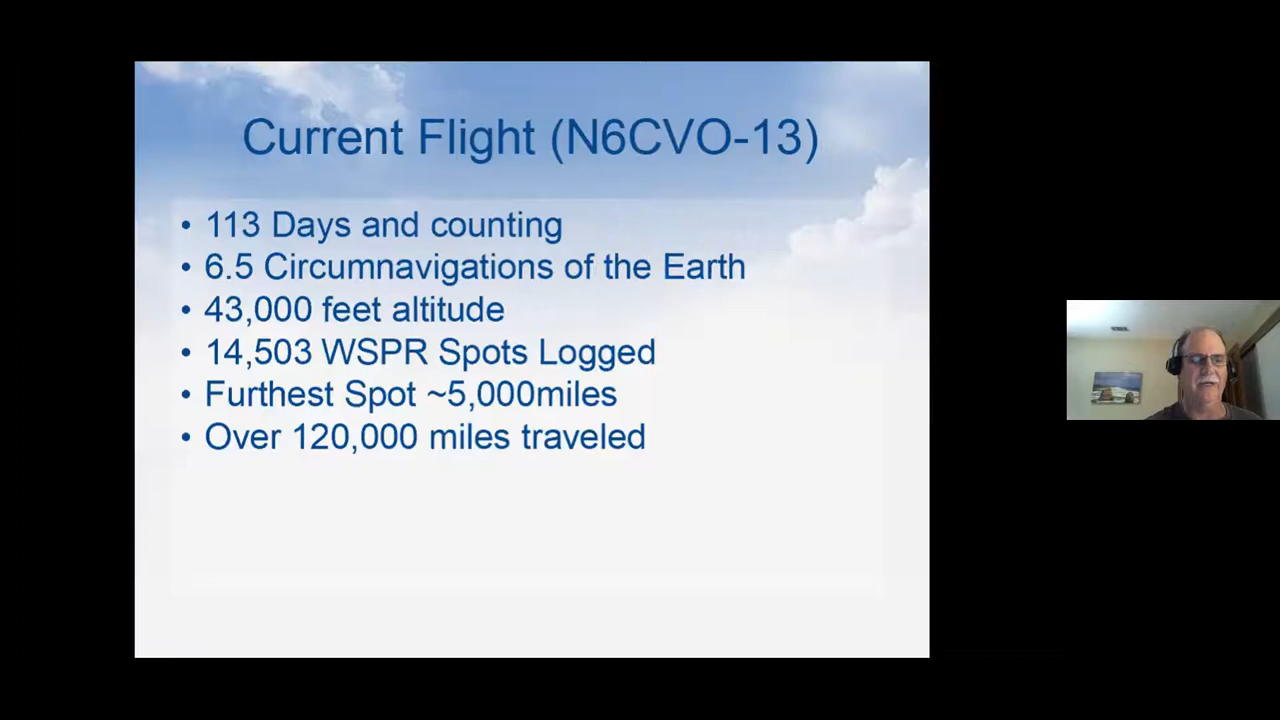 Current Flight (N6CVO-13)
• 113 Days and counting
• 6.5 Circumnavigations of the Earth
• 43,000 feet altitude
• 14,503 WSPR Spots Logged
• Furthest Spot ~5,000miles
• Over 120,000 miles traveled